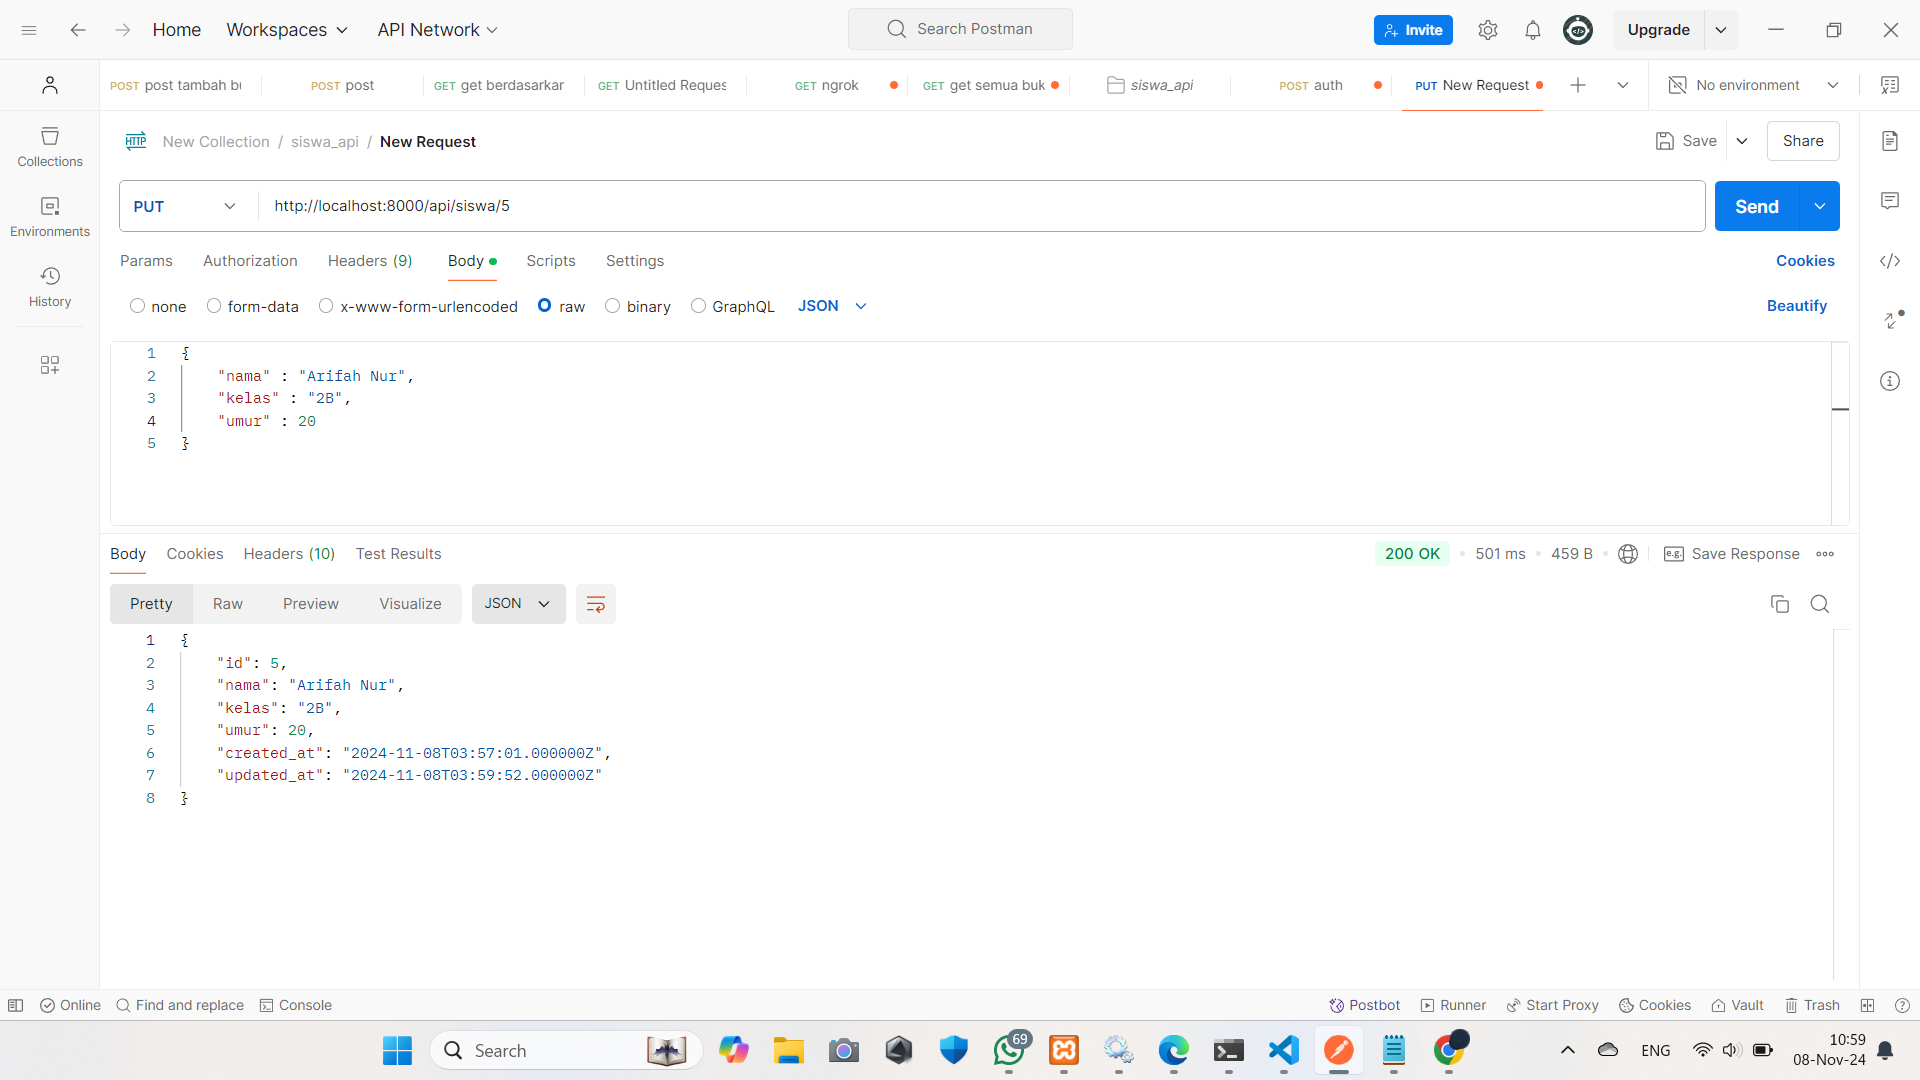 Home Workspaces API Network Search Postman Invite Upgrade
POST post tambah bu POST post GET get berdasarkar GET Untitled Reques GET ngrok GET get semua buk siswa_api POST auth PUT New Request No environment
Collections
Environments
History
HTTP New Collection / siswa_api / New Request Save Share
PUT http://localhost:8000/api/siswa/5 Send
Params Authorization Headers (9) Body Scripts Settings Cookies
none form-data x-www-form-urlencoded raw binary GraphQL JSON Beautify
1 {
2 "nama" : "Arifah Nur",
3 "kelas" : "2B",
4 "umur" : 20
5 }
Body Cookies Headers (10) Test Results 200 OK 501 ms 459 B e.g. Save Response
Pretty Raw Preview Visualize JSON
1 {
2 "id": 5,
3 "nama": "Arifah Nur",
4 "kelas": "2B",
5 "umur": 20,
6 "created_at": "2024-11-08T03:57:01.000000Z",
7 "updated_at": "2024-11-08T03:59:52.000000Z"
8 }
Online Find and replace Console Postbot Runner Start Proxy Cookies Vault Trash
Search 69 ENG 10:59
08-Nov-24